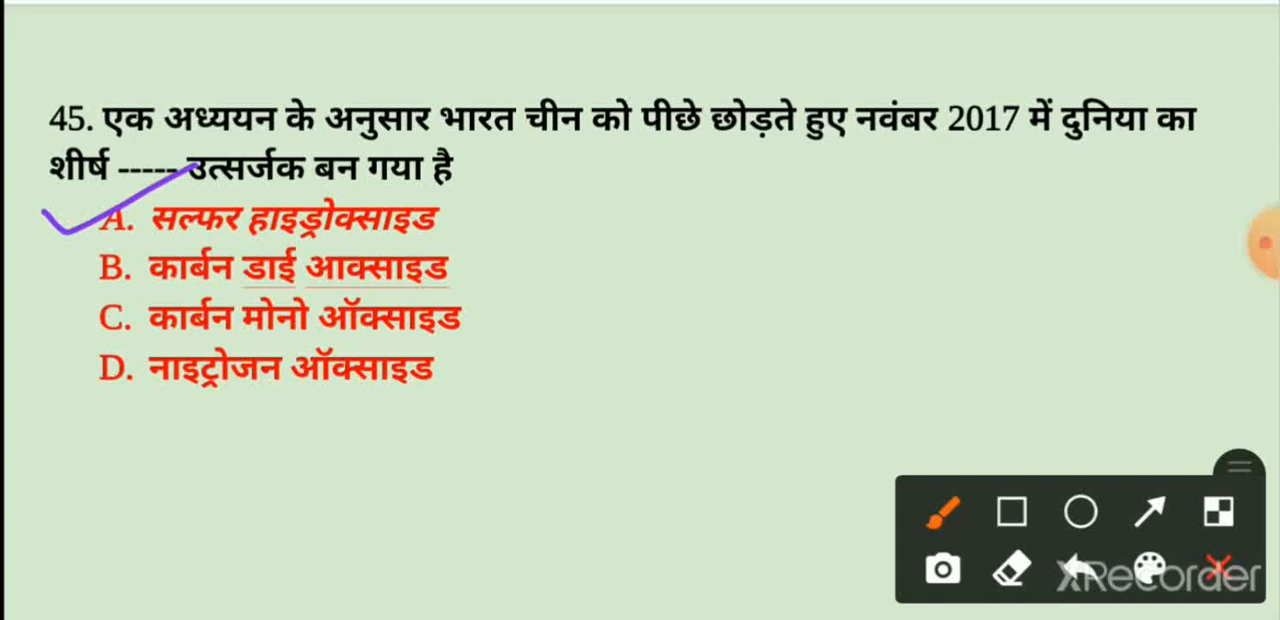 45. एक अध्ययन के अनुसार भारत चीन को पीछे छोड़ते हुए नवंबर 2017 में दुनिया का
शीर्ष ----- उत्सर्जक बन गया है
A. सल्फर हाइड्रोक्साइड
B. कार्बन डाई आक्साइड
C. कार्बन मोनो ऑक्साइड
D. नाइट्रोजन ऑक्साइड
XRecorder